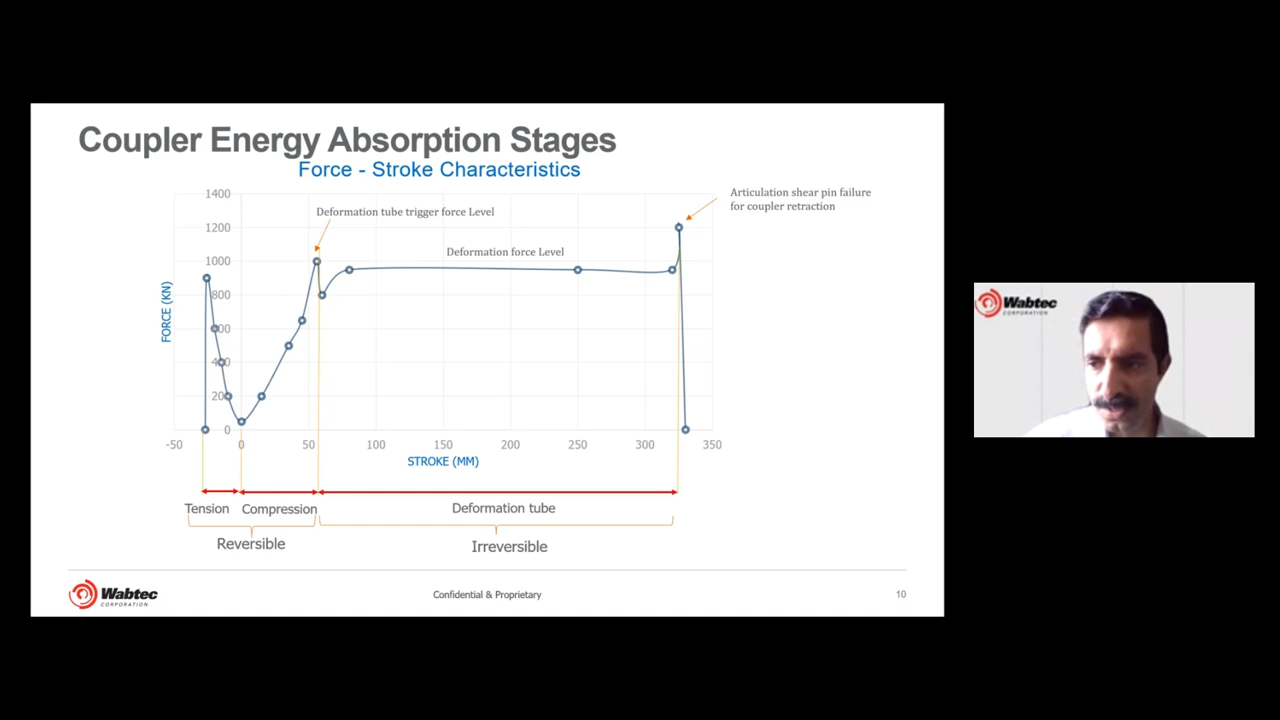 Coupler Energy Absorption Stages
Force - Stroke Characteristics
Articulation shear pin failure
for coupler retraction
Deformation tube trigger force Level
Deformation force Level
FORCE (KN)
1400
1200
1000
800
600
400
200
0
-50 0 50 100 150 200 250 300 350
STROKE (MM)
Tension Compression Deformation tube
Reversible Irreversible
Wabtec
CORPORATION
Confidential & Proprietary
10
Wabtec
CORPORATION